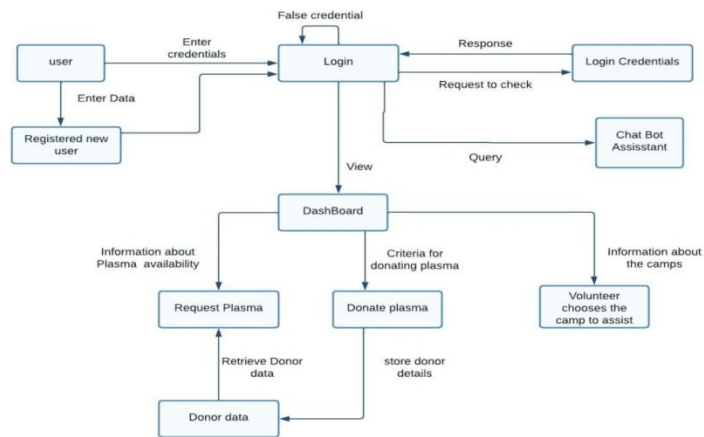 False credential
Enter
credentials
Response
user
Login
Login Credentials
Request to check
Enter Data
Registered new
user
Chat Bot
Assisstant
Query
View
DashBoard
Information about
Plasma availability
Criteria for
donating plasma
Information about
the camps
Request Plasma
Donate plasma
Volunteer
chooses the
camp to assist
Retrieve Donor
data
store donor
details
Donor data